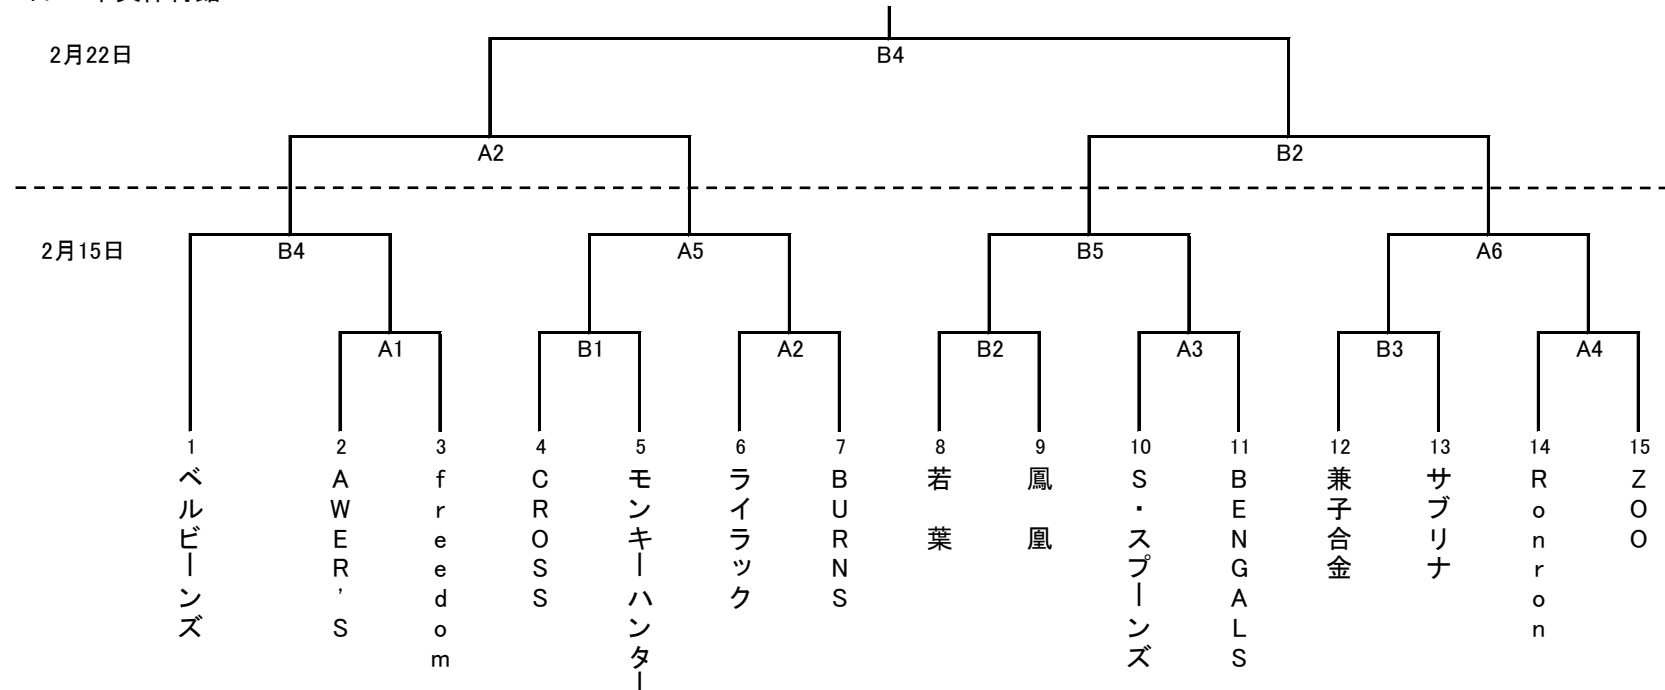 2月22日
B4
A2
B2
2月15日
B4
A5
B5
A6
A1
B1
A2
B2
A3
B3
A4
1
2
3
4
5
6
7
8
9
10
11
12
13
14
15
ベルビーンズ
AWER'S
freedom
CROSS
モンキーハンター
ライラック
BURNS
若葉
鳳凰
S・スプーンズ
BENGALS
兼子合金
サブリナ
Ronron
ZOO